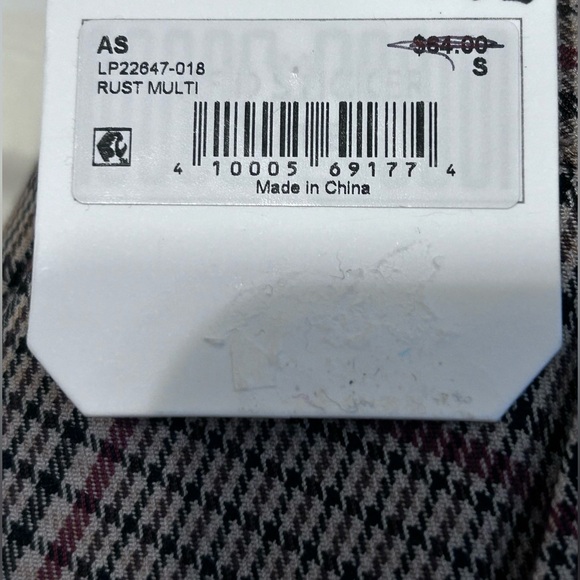 AS $64.00
LP22647-018 S
RUST MULTI
4 10005 69177 4
Made in China